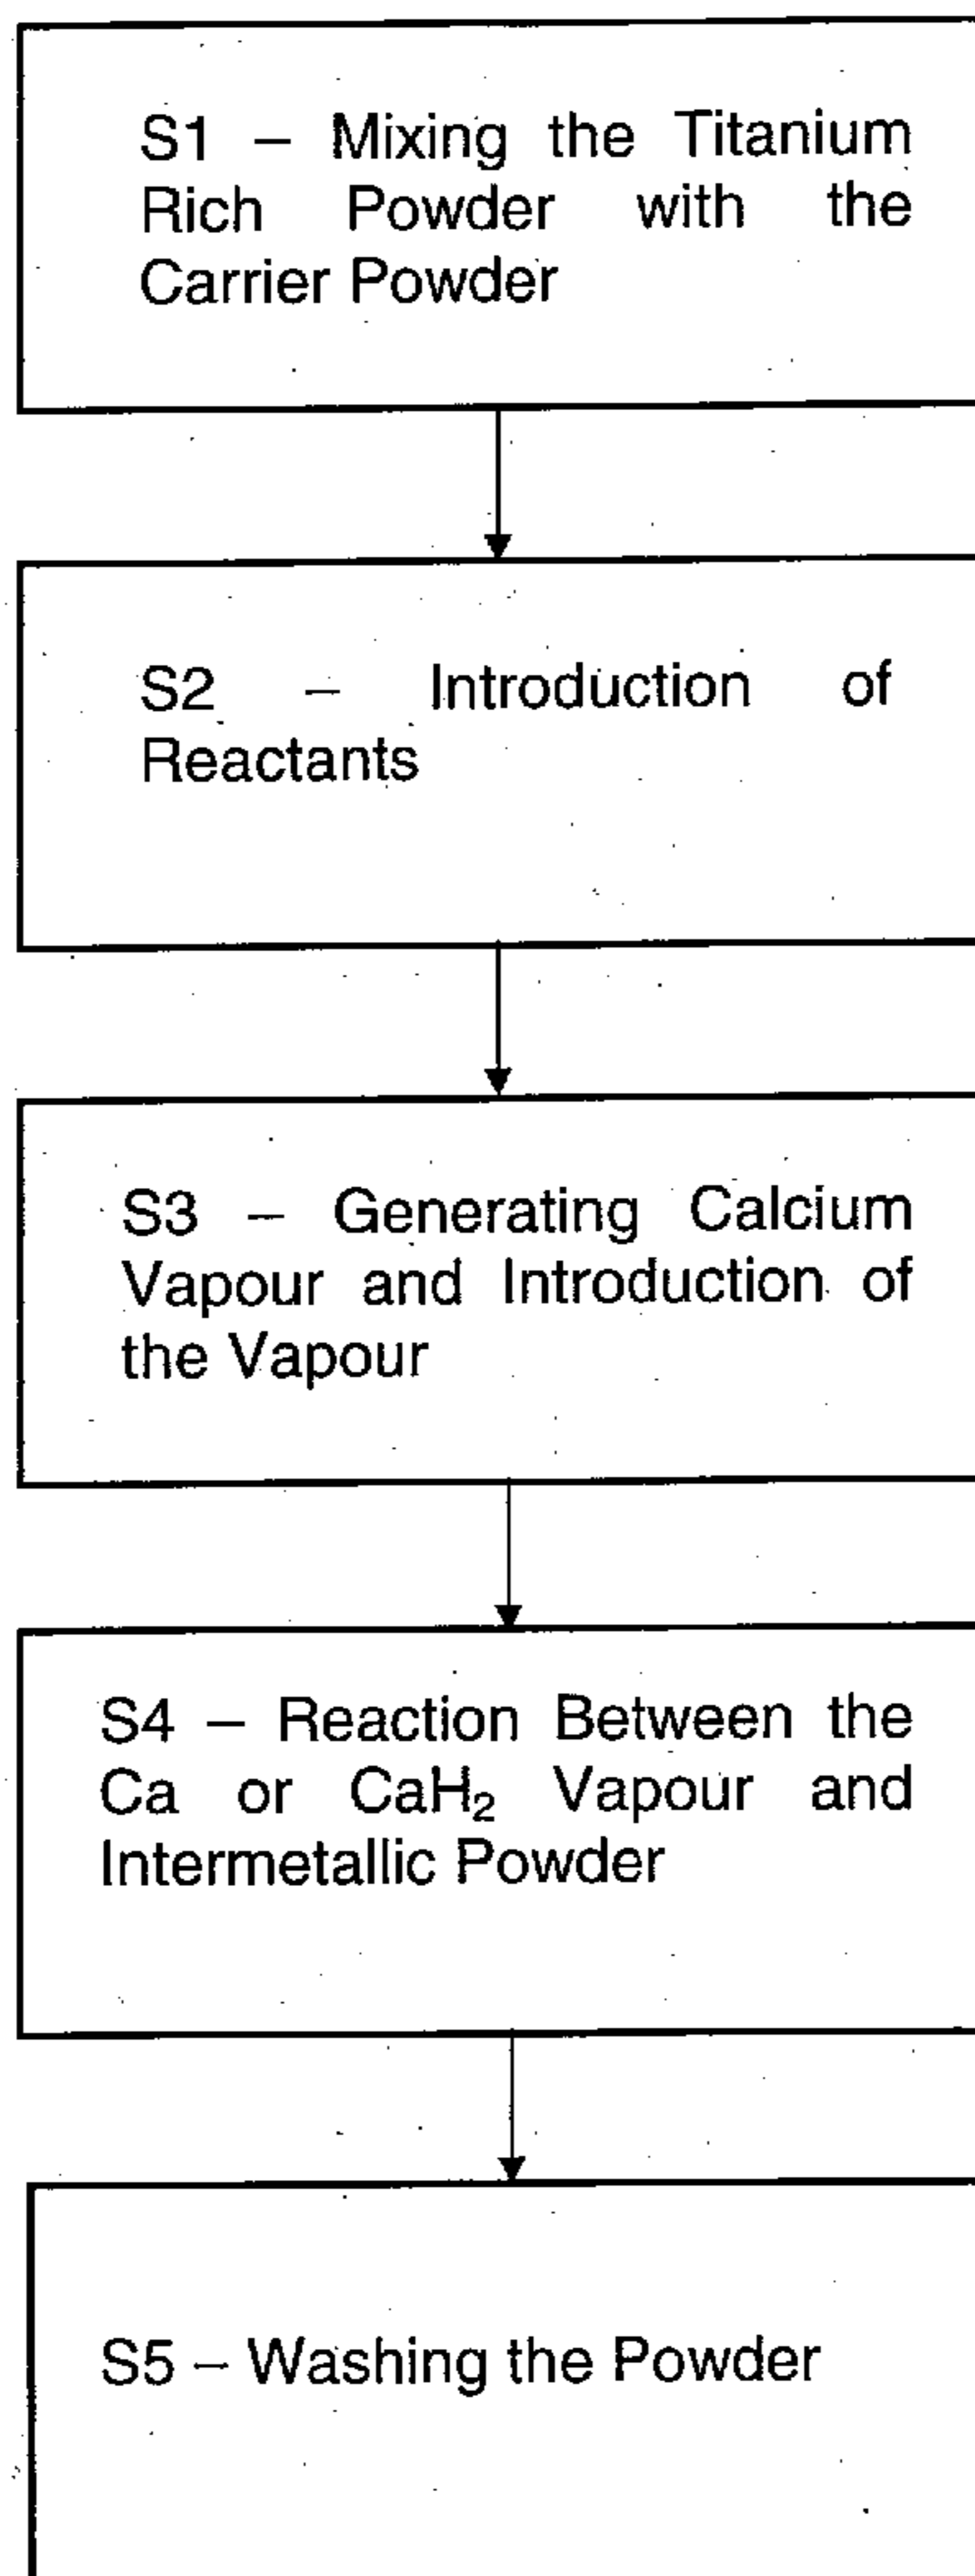 S1 – Mixing the Titanium
Rich Powder with the
Carrier Powder
S2 – Introduction of
Reactants
S3 – Generating Calcium
Vapour and Introduction of
the Vapour
S4 – Reaction Between the
Ca or CaH₂ Vapour and
Intermetallic Powder
S5 – Washing the Powder